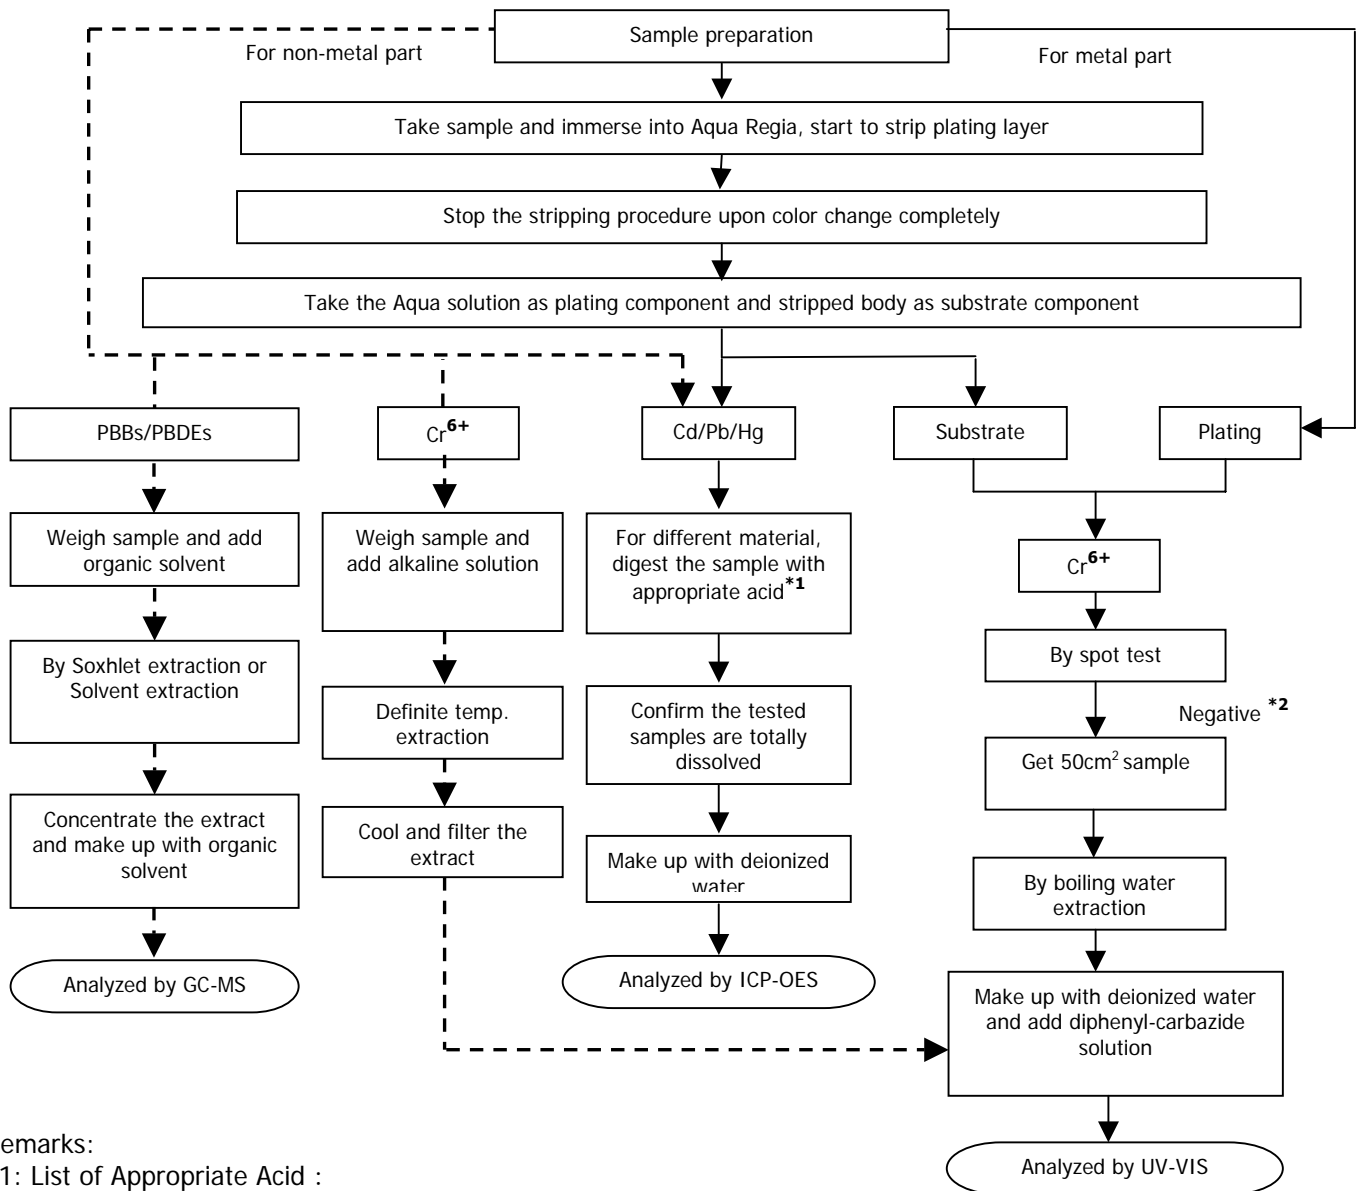 Sample preparation
For non-metal part
For metal part
Take sample and immerse into Aqua Regia, start to strip plating layer
Stop the stripping procedure upon color change completely
Take the Aqua solution as plating component and stripped body as substrate component
PBBs/PBDEs
Cr6+
Cd/Pb/Hg
Substrate
Plating
Weigh sample and add
organic solvent
Weigh sample and
add alkaline solution
For different material,
digest the sample with
appropriate acid*1
Cr6+
By Soxhlet extraction or
Solvent extraction
Definite temp.
extraction
Confirm the tested
samples are totally
dissolved
By spot test
Negative *2
Get 50cm2 sample
Concentrate the extract
and make up with organic
solvent
Cool and filter the
extract
Make up with deionized
water
By boiling water
extraction
Analyzed by GC-MS
Analyzed by ICP-OES
Make up with deionized water
and add diphenyl-carbazide
solution
Analyzed by UV-VIS
emarks:
1: List of Appropriate Acid :